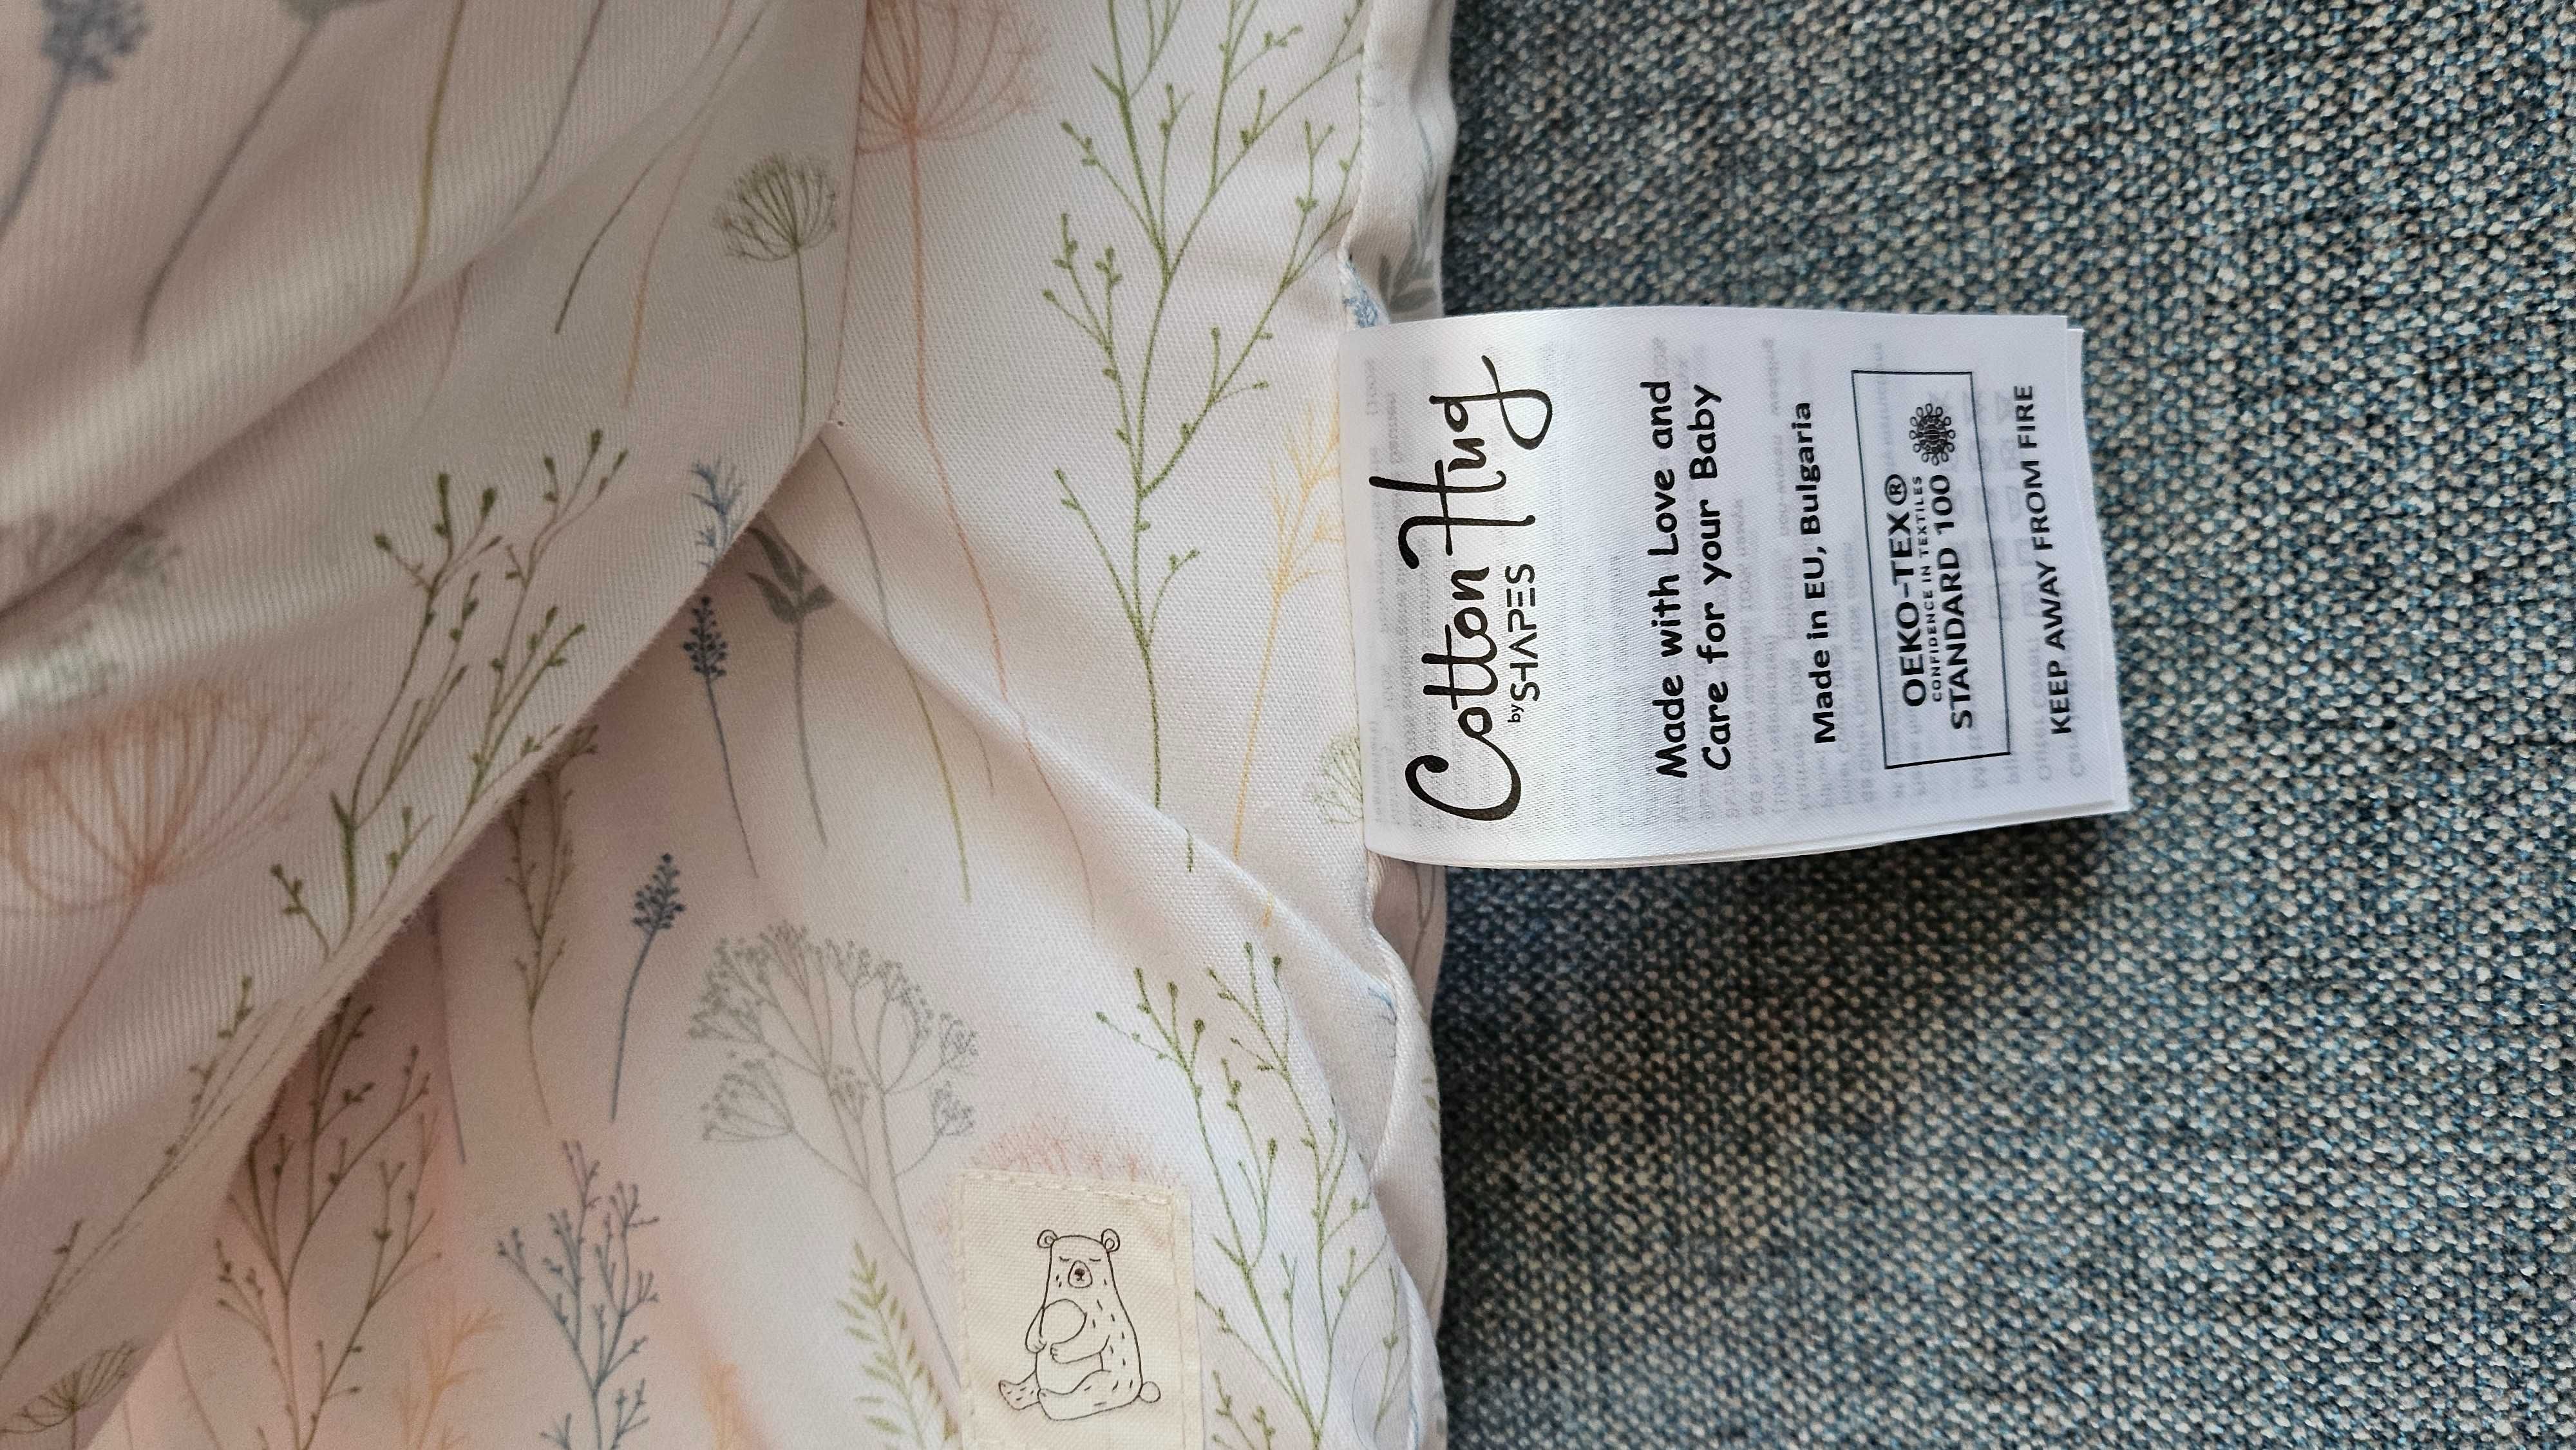 Cotton Hug
by SHAPES
Made with Love and
Care for your Baby
Made in EU, Bulgaria
OEKO-TEX®
CONFIDENCE IN TEXTILES
STANDARD 100
KEEP AWAY FROM FIRE